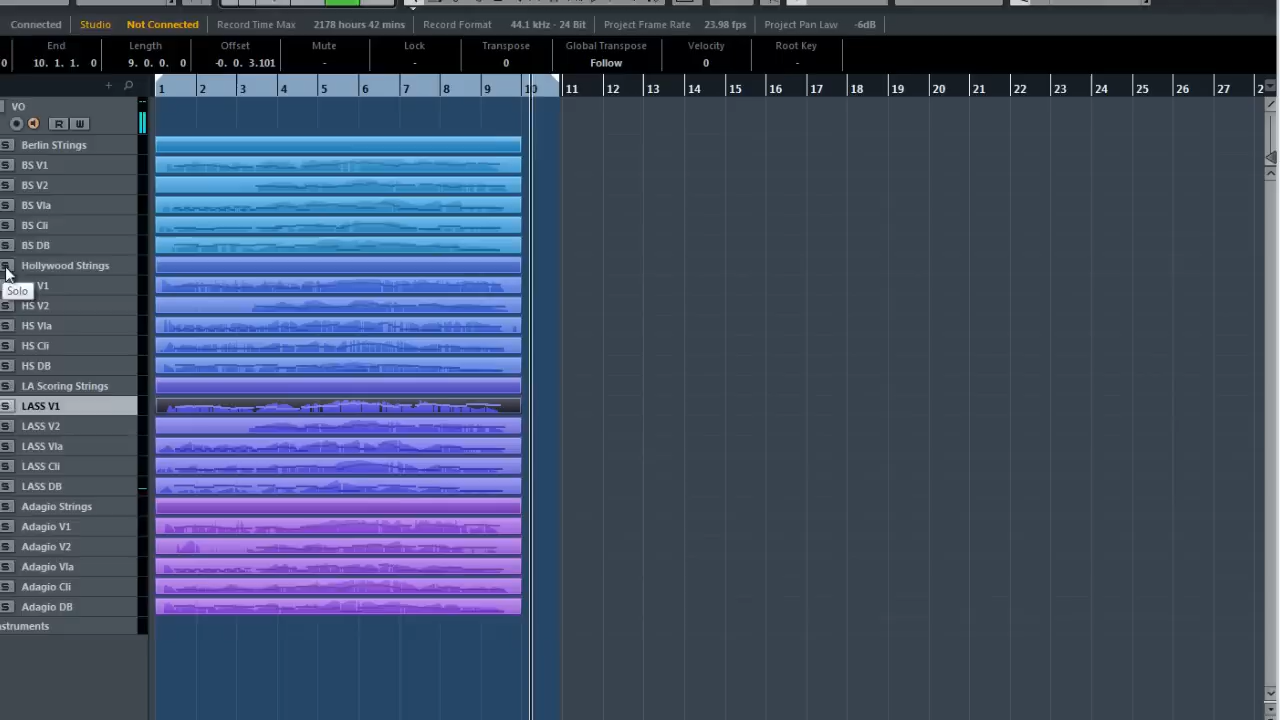 Connected Studio Not Connected Record Time Max 2178 hours 42 mins Record Format 44.1 kHz - 24 Bit Project Frame Rate 23.98 fps Project Pan Law -6dB
End Length Offset Mute Lock Transpose Global Transpose Velocity Root Key
0 10. 1. 1. 0 9. 0. 0. 0 -0. 0. 3.101 - - 0 Follow 0 -
1 2 3 4 5 6 7 8 9 10 11 12 13 14 15 16 17 18 19 20 21 22 23 24 25 26 27 2
VO
R W
S Berlin STrings
S BS V1
S BS V2
S BS Vla
S BS Cli
S BS DB
Hollywood Strings
Solo V1
S HS V2
S HS Vla
S HS Cli
S HS DB
S LA Scoring Strings
S LASS V1
S LASS V2
S LASS Vla
S LASS Cli
S LASS DB
S Adagio Strings
S Adagio V1
S Adagio V2
S Adagio Vla
S Adagio Cli
S Adagio DB
nstruments